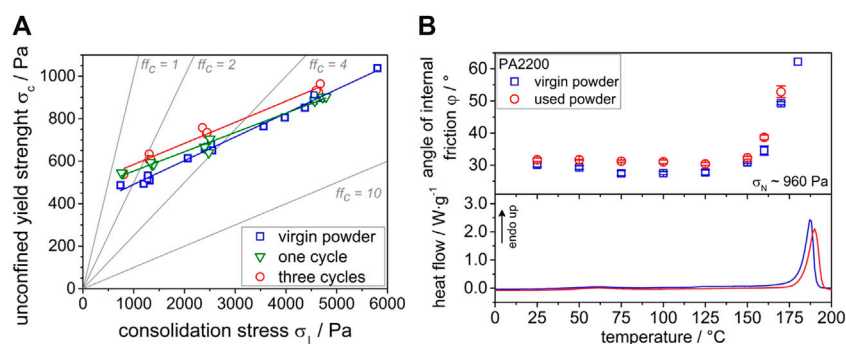 A
unconfined yield strenght σc / Pa
1000
800
600
400
200
0
ffc = 1
ffc = 2
ffc = 4
ffc = 10
virgin powder
one cycle
three cycles
0 1000 2000 3000 4000 5000 6000
consolidation stress σ1 / Pa
B
angle of internal
friction φ / °
60
50
40
30
PA2200
virgin powder
used powder
σN ~ 960 Pa
heat flow / W·g-1
3.0
2.0
1.0
0.0
endo up
0 25 50 75 100 125 150 175 200
temperature / °C